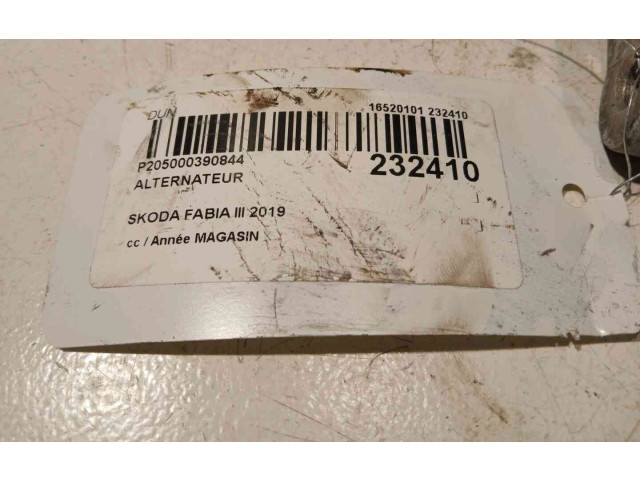 DUN
16520101 232410
P205000390844
232410
ALTERNATEUR
SKODA FABIA III 2019
cc / Année MAGASIN